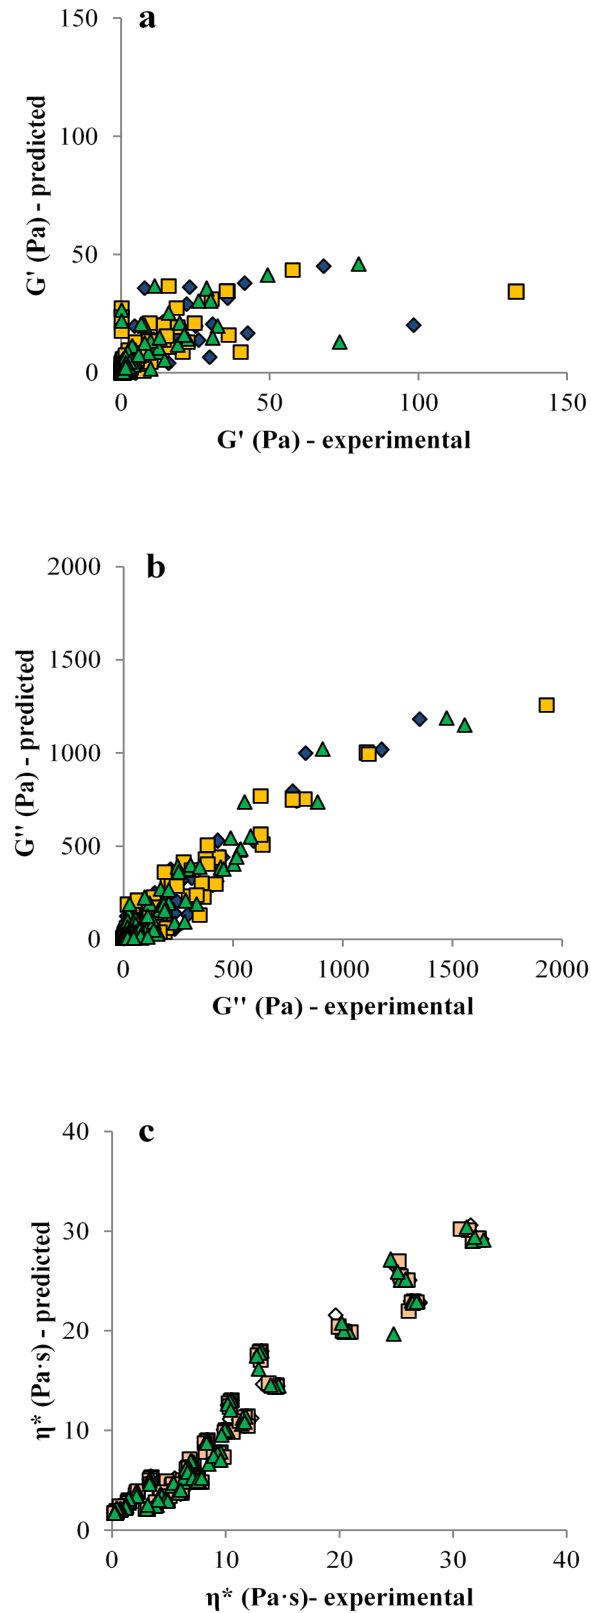 a
150
100
50
0
G' (Pa) - predicted
0 50 100 150
G' (Pa) - experimental
b
2000
1500
1000
500
0
G'' (Pa) - predicted
0 500 1000 1500 2000
G'' (Pa) - experimental
c
40
30
20
10
0
η* (Pa·s) - predicted
0 10 20 30 40
η* (Pa·s)- experimental